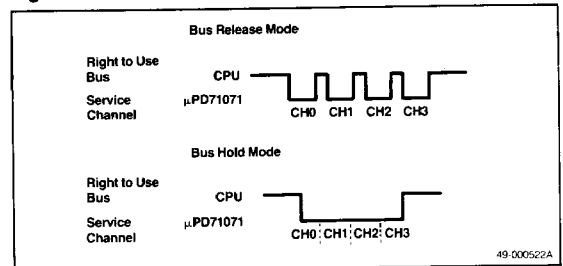 Bus Release Mode
Right to Use Bus
CPU
Service Channel
μPD71071
CH0 CH1 CH2 CH3
Bus Hold Mode
Right to Use Bus
CPU
Service Channel
μPD71071
CH0 CH1 CH2 CH3
49-000522A